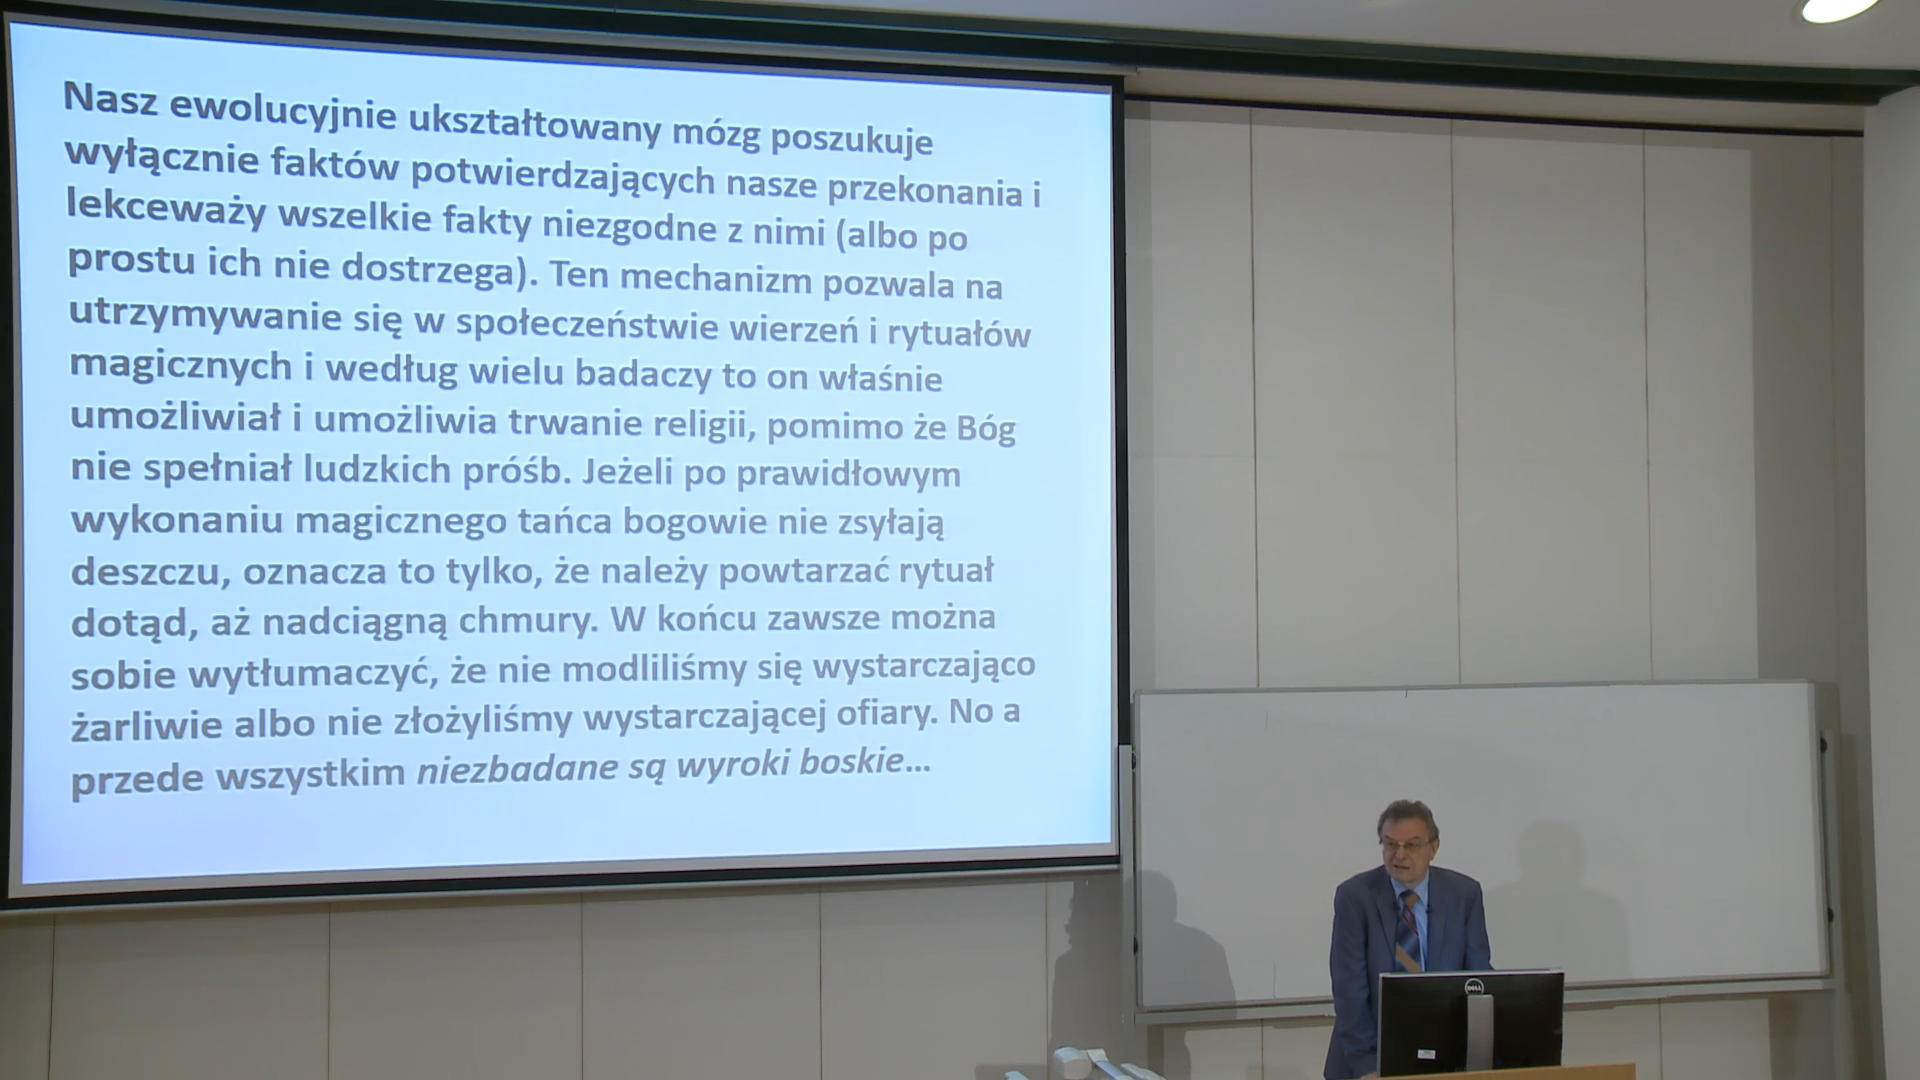 Nasz ewolucyjnie ukształtowany mózg poszukuje
wyłącznie faktów potwierdzających nasze przekonania i
lekceważy wszelkie fakty niezgodne z nimi (albo po
prostu ich nie dostrzega). Ten mechanizm pozwala na
utrzymywanie się w społeczeństwie wierzeń i rytuałów
magicznych i według wielu badaczy to on właśnie
umożliwiał i umożliwia trwanie religii, pomimo że Bóg
nie spełniał ludzkich próśb. Jeżeli po prawidłowym
wykonaniu magicznego tańca bogowie nie zsyłają
deszczu, oznacza to tylko, że należy powtarzać rytuał
dotąd, aż nadciągną chmury. W końcu zawsze można
sobie wytłumaczyć, że nie modliliśmy się wystarczająco
żarliwie albo nie złożyliśmy wystarczającej ofiary. No a
przede wszystkim niezbadane są wyroki boskie...
DELL